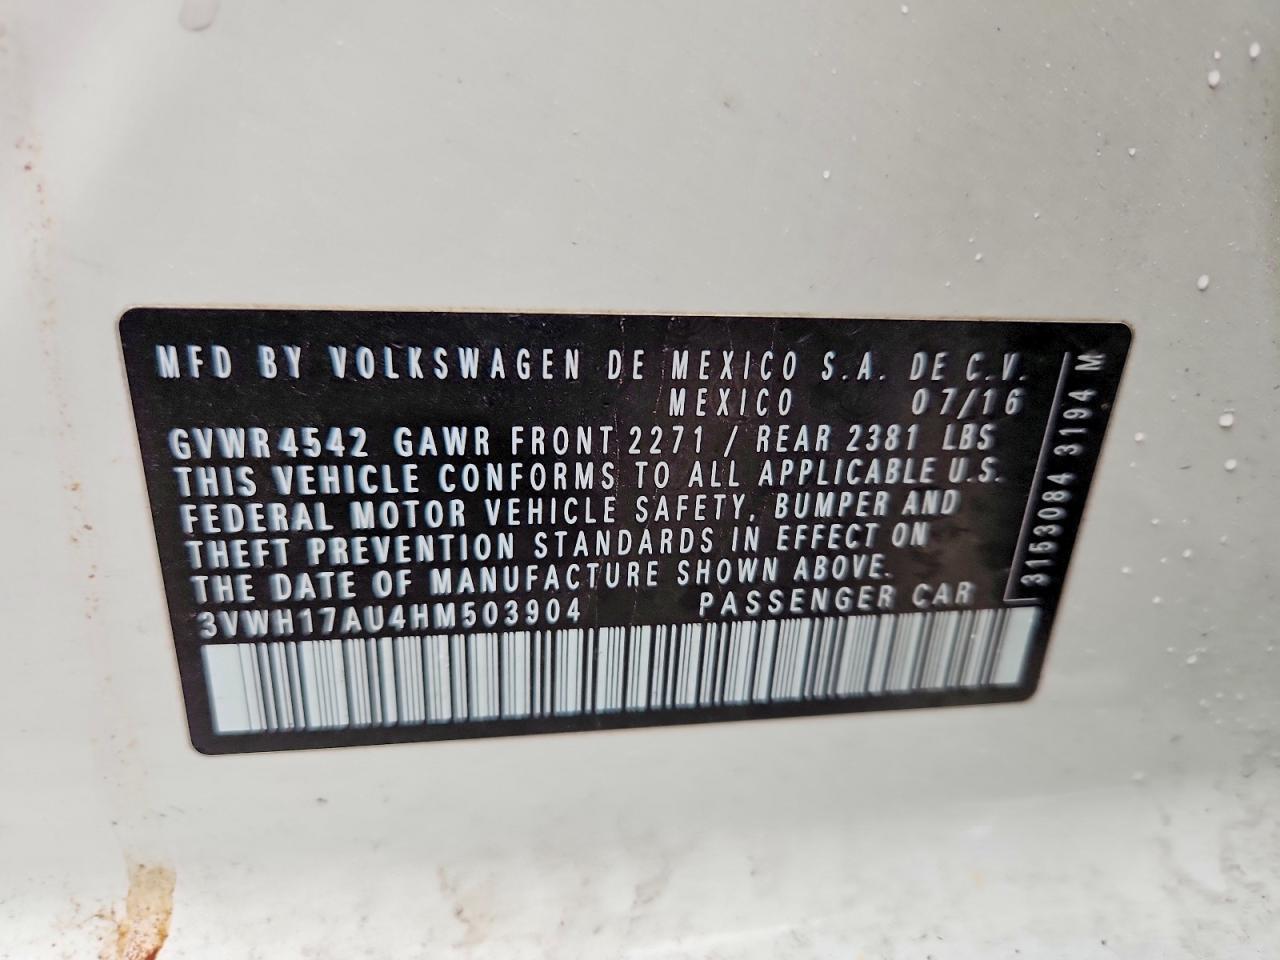 MFD BY VOLKSWAGEN DE MEXICO S.A. DE C.V.
MEXICO 07/16
GVWR4542 GAWR FRONT 2271 / REAR 2381 LBS
THIS VEHICLE CONFORMS TO ALL APPLICABLE U.S.
FEDERAL MOTOR VEHICLE SAFETY, BUMPER AND
THEFT PREVENTION STANDARDS IN EFFECT ON
THE DATE OF MANUFACTURE SHOWN ABOVE.
3VWH17AU4HM503904 PASSENGER CAR
3153084 3194 M